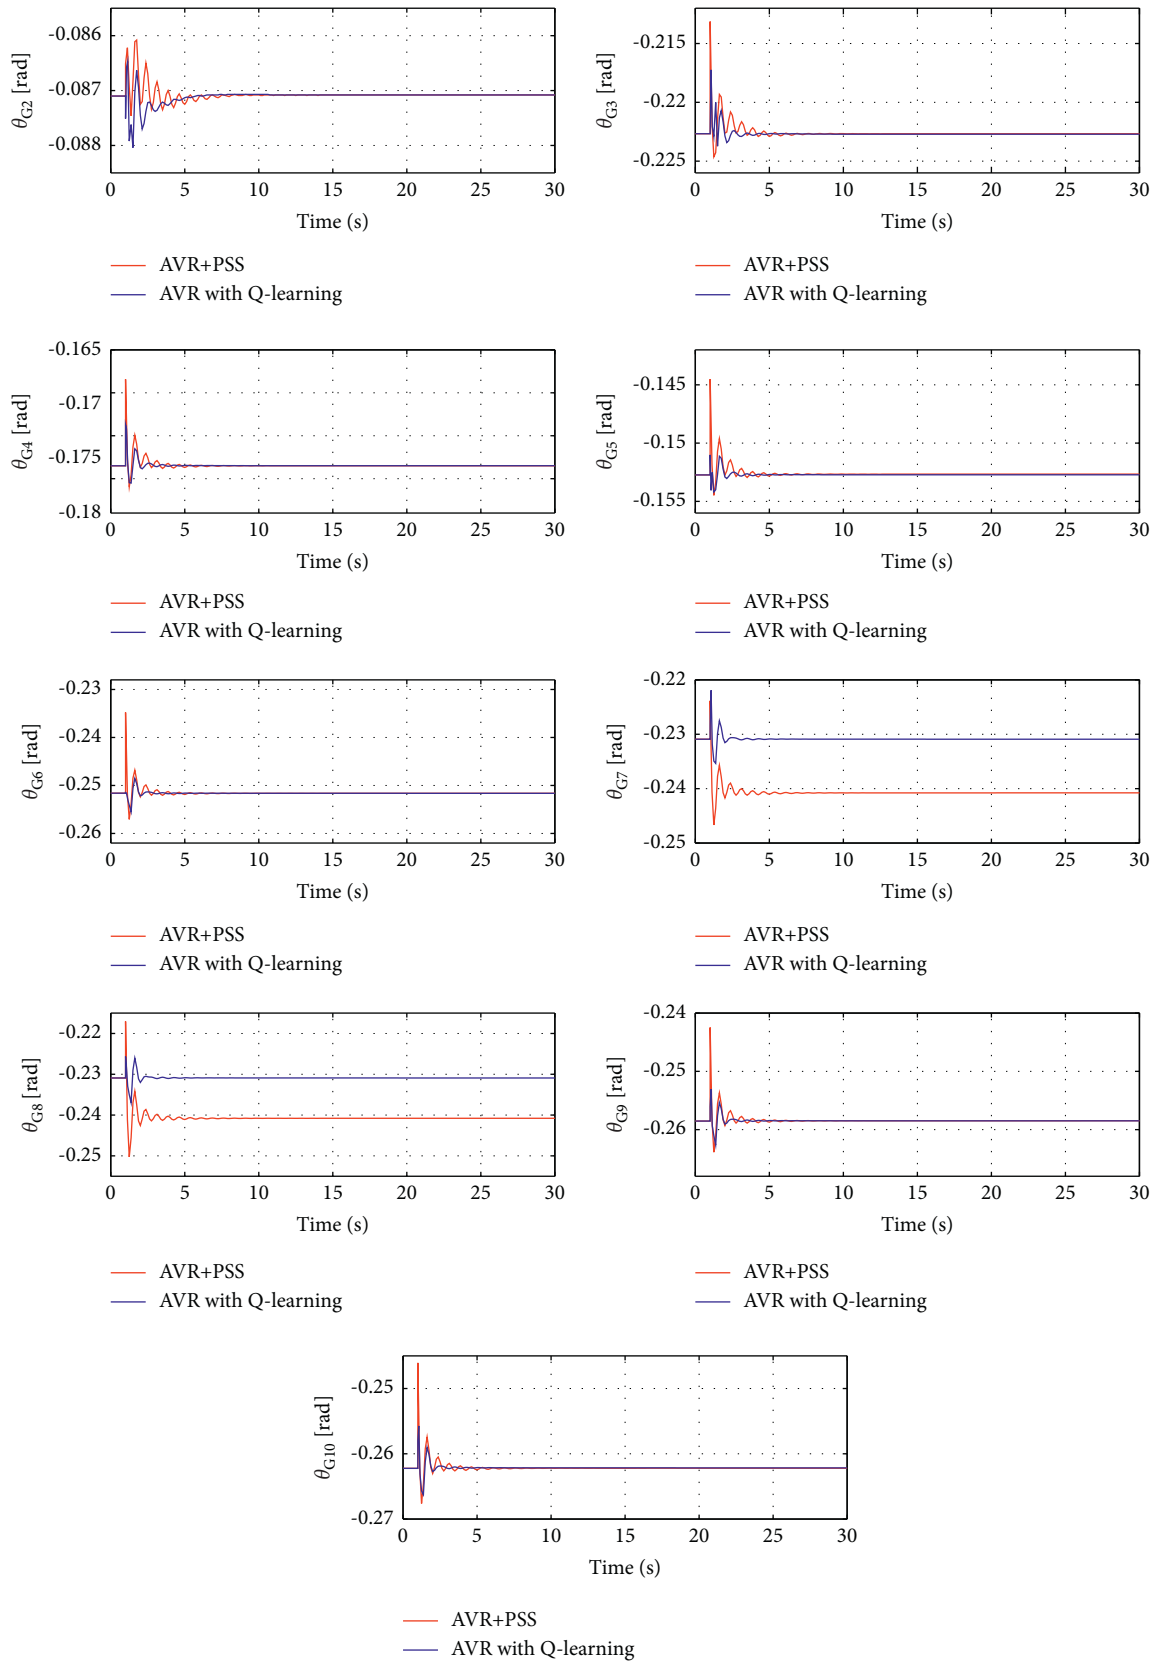 -0.086
-0.087
-0.088
θG2 [rad]
0 5 10 15 20 25 30
Time (s)
AVR+PSS
AVR with Q-learning
-0.215
-0.22
-0.225
θG3 [rad]
0 5 10 15 20 25 30
Time (s)
AVR+PSS
AVR with Q-learning
-0.165
-0.17
-0.175
-0.18
θG4 [rad]
0 5 10 15 20 25 30
Time (s)
AVR+PSS
AVR with Q-learning
-0.145
-0.15
-0.155
θG5 [rad]
0 5 10 15 20 25 30
Time (s)
AVR+PSS
AVR with Q-learning
-0.23
-0.24
-0.25
-0.26
θG6 [rad]
0 5 10 15 20 25 30
Time (s)
AVR+PSS
AVR with Q-learning
-0.22
-0.23
-0.24
-0.25
θG7 [rad]
0 5 10 15 20 25 30
Time (s)
AVR+PSS
AVR with Q-learning
-0.22
-0.23
-0.24
-0.25
θG8 [rad]
0 5 10 15 20 25 30
Time (s)
AVR+PSS
AVR with Q-learning
-0.24
-0.25
-0.26
θG9 [rad]
0 5 10 15 20 25 30
Time (s)
AVR+PSS
AVR with Q-learning
-0.25
-0.26
-0.27
θG10 [rad]
0 5 10 15 20 25 30
Time (s)
AVR+PSS
AVR with Q-learning